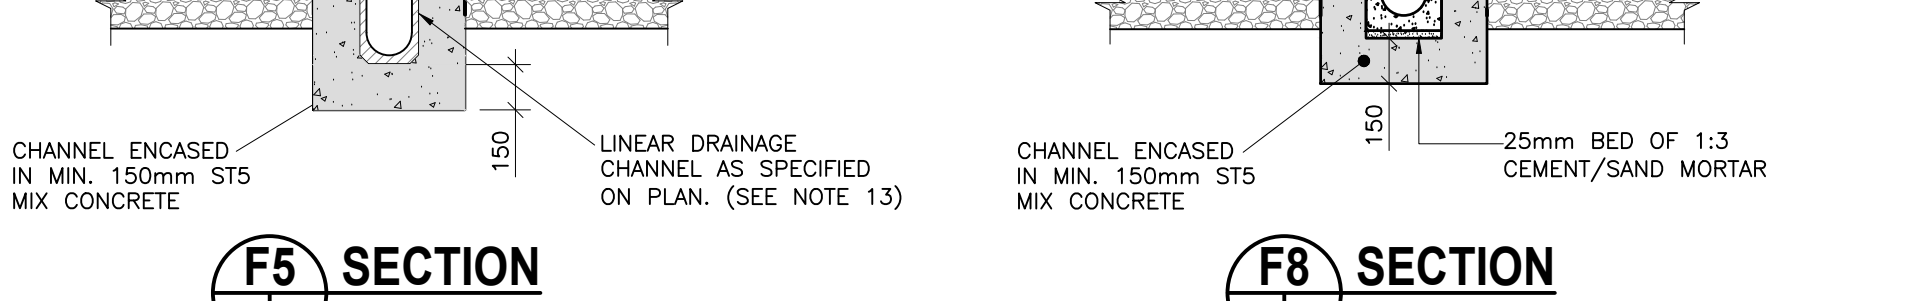 150
LINEAR DRAINAGE
CHANNEL AS SPECIFIED
ON PLAN. (SEE NOTE 13)
CHANNEL ENCASED
IN MIN. 150mm ST5
MIX CONCRETE
F5 SECTION
150
25mm BED OF 1:3
CEMENT/SAND MORTAR
CHANNEL ENCASED
IN MIN. 150mm ST5
MIX CONCRETE
F8 SECTION